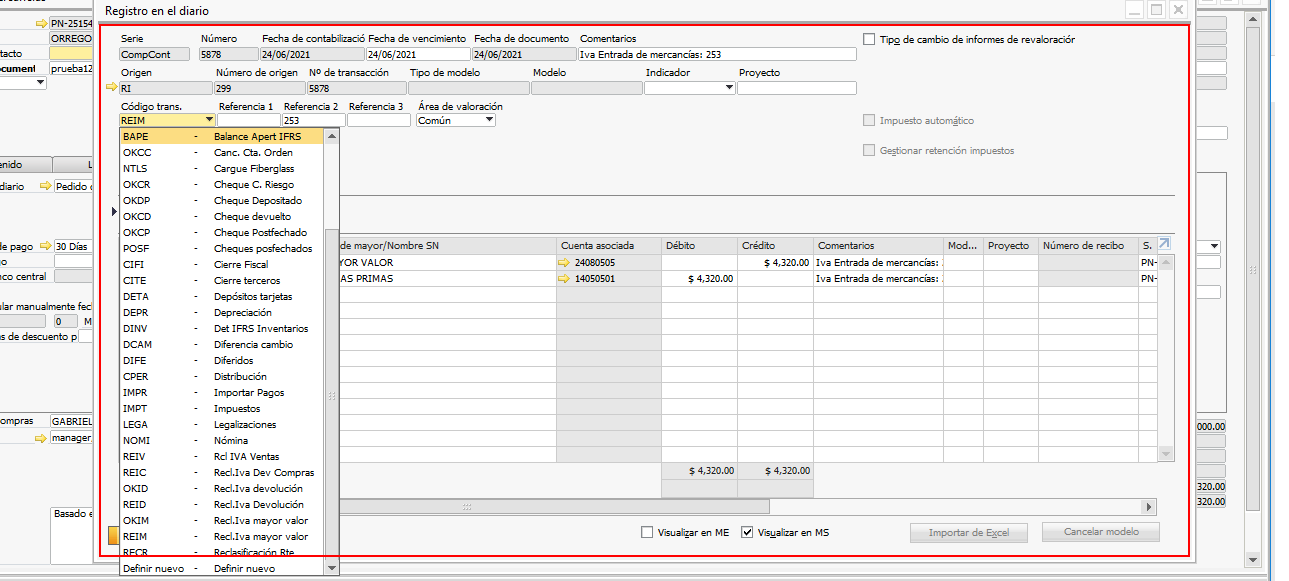 Registro en el diario
PN-25154
ORREGO
tacto
ocument prueba12
Serie Número Fecha de contabilizació Fecha de vencimiento Fecha de documento Comentarios
Tipo de cambio de informes de revaloración
CompCont 5878 24/06/2021 24/06/2021 24/06/2021 Iva Entrada de mercancías: 253
Origen Número de origen Nº de transacción Tipo de modelo Modelo Indicador Proyecto
RI 299 5878
Código trans. Referencia 1 Referencia 2 Referencia 3 Área de valoración
REIM 253 Común
Impuesto automático
Gestionar retención impuestos
BAPE - Balance Apert IFRS
OKCC - Canc. Cta. Orden
NTLS - Cargue Fiberglass
OKCR - Cheque C. Riesgo
OKDP - Cheque Depositado
OKCD - Cheque devuelto
OKCP - Cheque Postfechado
POSF - Cheques posfechados
CIFI - Cierre Fiscal
CITE - Cierre terceros
DETA - Depósitos tarjetas
DEPR - Depreciación
DINV - Det IFRS Inventarios
DCAM - Diferencia cambio
DIFE - Diferidos
CPER - Distribución
IMPR - Importar Pagos
IMPT - Impuestos
LEGA - Legalizaciones
NOMI - Nómina
REIV - Rcl IVA Ventas
REIC - Recl.Iva Dev Compras
OKID - Recl.Iva devolución
REID - Recl.Iva Devolución
OKIM - Recl.Iva mayor valor
REIM - Recl.Iva mayor valor
RECR - Reclasificación Rte
Definir nuevo - Definir nuevo
de mayor/Nombre SN Cuenta asociada Débito Crédito Comentarios Mod... Proyecto Número de recibo S.
YOR VALOR 24080505 $ 4,320.00 Iva Entrada de mercancías: PN-
AS PRIMAS 14050501 $ 4,320.00 Iva Entrada de mercancías: PN-
$ 4,320.00 $ 4,320.00
Visualizar en ME Visualizar en MS Importar de Excel Cancelar modelo
enido L
diario Pedido
de pago 30 Días
go
nco central
ular manualmente fech
0 M
s de descuento p
ompras GABRIEL
manager
Basado e
000.00
320.00
320.00